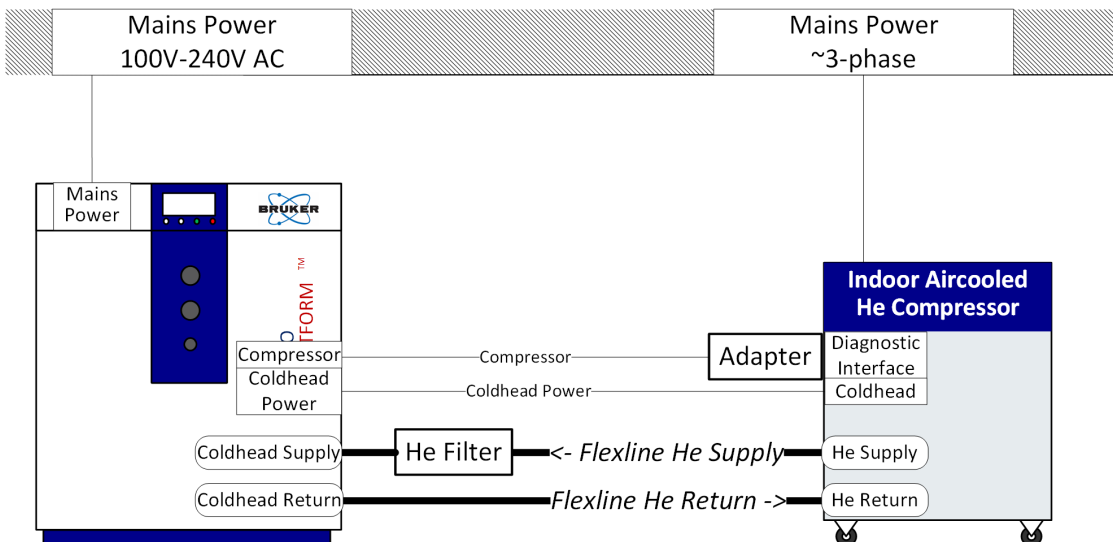 Mains Power
100V-240V AC
Mains Power
~3-phase
Mains
Power
BRUKER
TFORM ™
Indoor Aircooled
He Compressor
Compressor
Compressor
Adapter
Diagnostic
Interface
Coldhead
Power
Coldhead Power
Coldhead
Coldhead Supply
He Filter
<- Flexline He Supply
He Supply
Coldhead Return
Flexline He Return ->
He Return